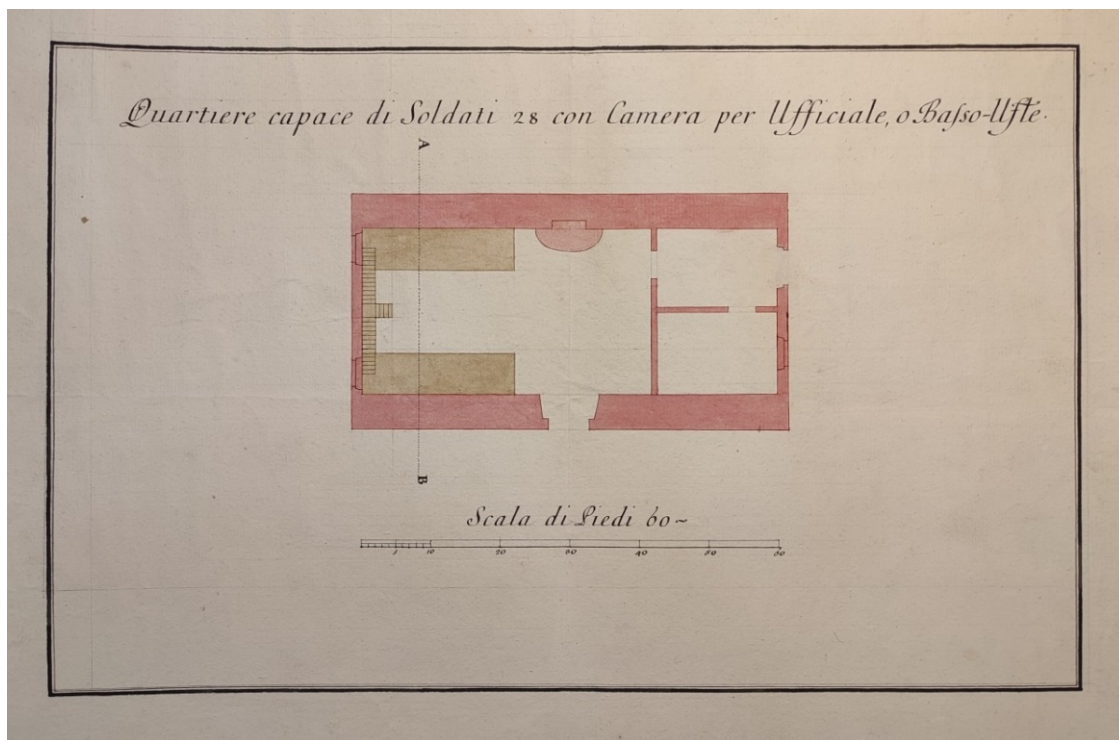 Quartiere capace di Soldati 28 con Camera per Ufficiale, o Baſso-Uffle.
A
B
Scala di Piedi 60~
5 10 20 30 40 50 60